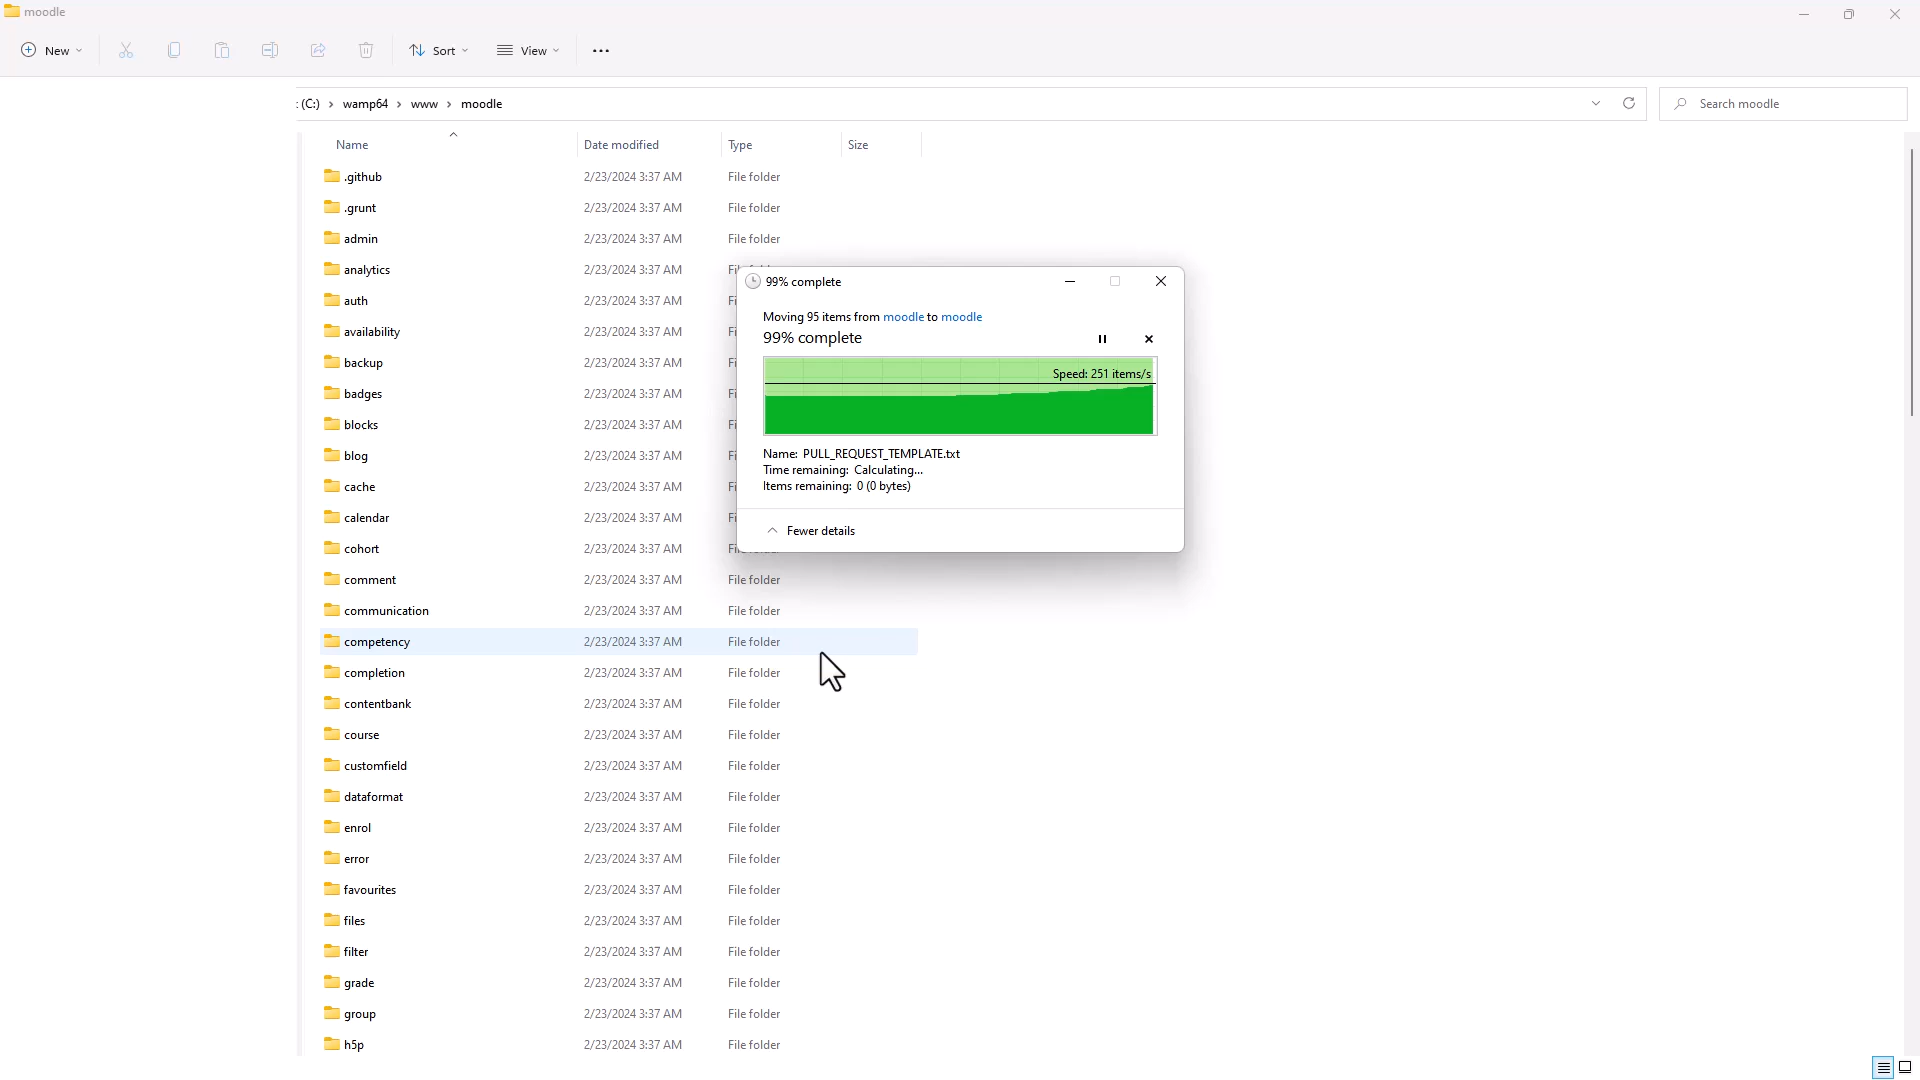 moodle
New
Sort
View
: (C:) > wamp64 > www > moodle
Search moodle
Name Date modified Type Size
.github 2/23/2024 3:37 AM File folder
.grunt 2/23/2024 3:37 AM File folder
admin 2/23/2024 3:37 AM File folder
analytics 2/23/2024 3:37 AM
auth 2/23/2024 3:37 AM Fi
availability 2/23/2024 3:37 AM Fi
backup 2/23/2024 3:37 AM Fi
badges 2/23/2024 3:37 AM Fi
blocks 2/23/2024 3:37 AM Fi
blog 2/23/2024 3:37 AM Fi
cache 2/23/2024 3:37 AM Fi
calendar 2/23/2024 3:37 AM Fi
cohort 2/23/2024 3:37 AM
comment 2/23/2024 3:37 AM File folder
communication 2/23/2024 3:37 AM File folder
competency 2/23/2024 3:37 AM File folder
completion 2/23/2024 3:37 AM File folder
contentbank 2/23/2024 3:37 AM File folder
course 2/23/2024 3:37 AM File folder
customfield 2/23/2024 3:37 AM File folder
dataformat 2/23/2024 3:37 AM File folder
enrol 2/23/2024 3:37 AM File folder
error 2/23/2024 3:37 AM File folder
favourites 2/23/2024 3:37 AM File folder
files 2/23/2024 3:37 AM File folder
filter 2/23/2024 3:37 AM File folder
grade 2/23/2024 3:37 AM File folder
group 2/23/2024 3:37 AM File folder
h5p 2/23/2024 3:37 AM File folder
99% complete
Moving 95 items from moodle to moodle
99% complete
Speed: 251 items/s
Name: PULL_REQUEST_TEMPLATE.txt
Time remaining: Calculating...
Items remaining: 0 (0 bytes)
Fewer details